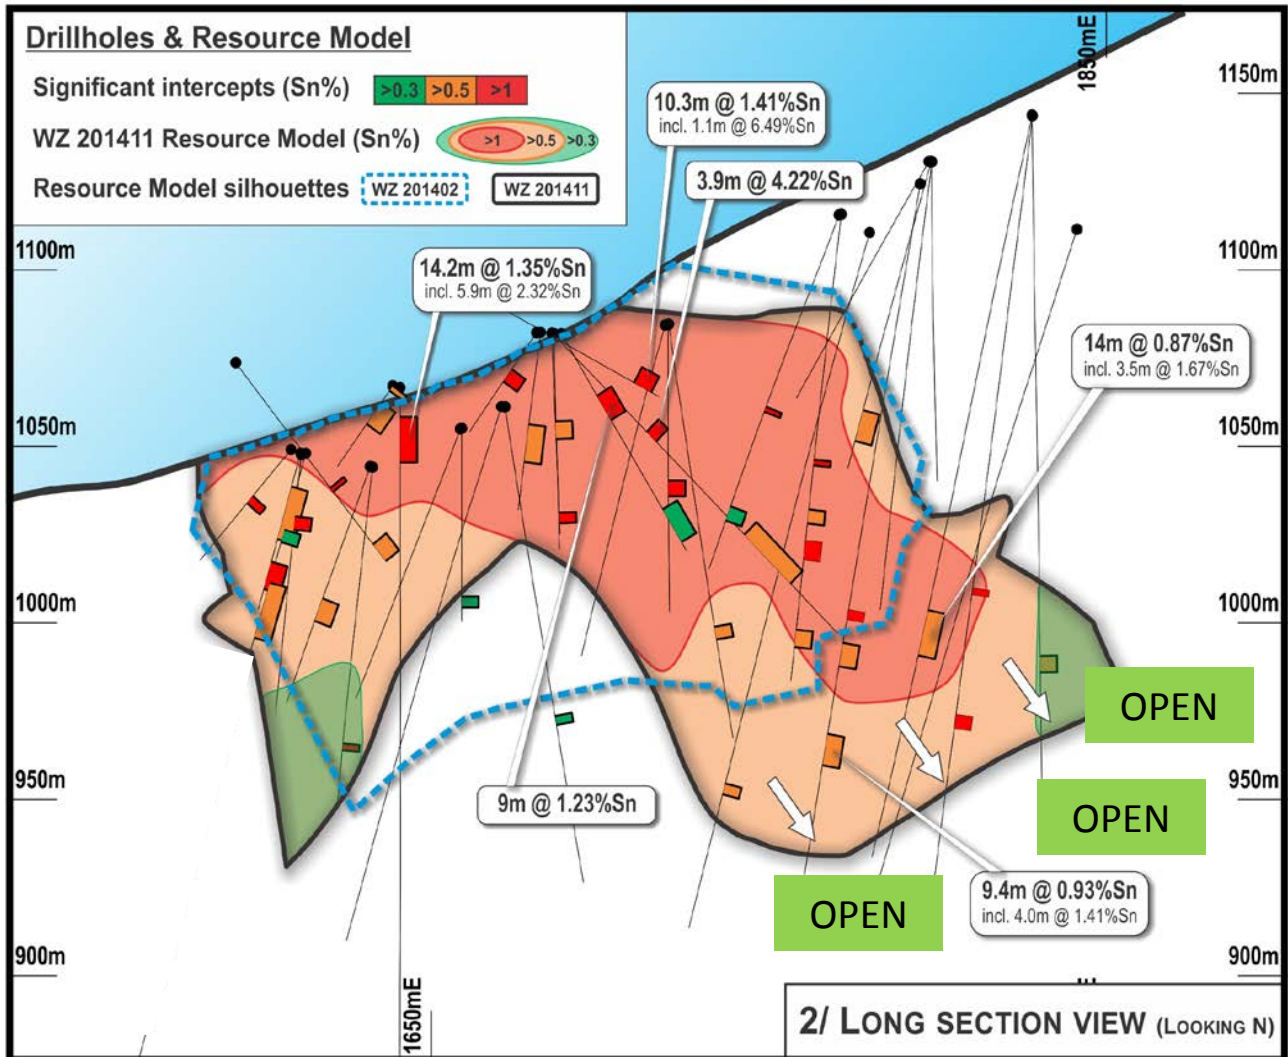 Drillholes & Resource Model
Significant intercepts (Sn%) >0.3 >0.5 >1
WZ 201411 Resource Model (Sn%) >1 >0.5 >0.3
Resource Model silhouettes WZ 201402 WZ 201411
1850mE
1150m
10.3m @ 1.41%Sn
incl. 1.1m @ 6.49%Sn
3.9m @ 4.22%Sn
1100m
1100m
14.2m @ 1.35%Sn
incl. 5.9m @ 2.32%Sn
14m @ 0.87%Sn
incl. 3.5m @ 1.67%Sn
1050m
1050m
1000m
1000m
OPEN
950m
950m
9m @ 1.23%Sn
OPEN
OPEN
9.4m @ 0.93%Sn
incl. 4.0m @ 1.41%Sn
900m
900m
1650mE
2/ LONG SECTION VIEW (LOOKING N)